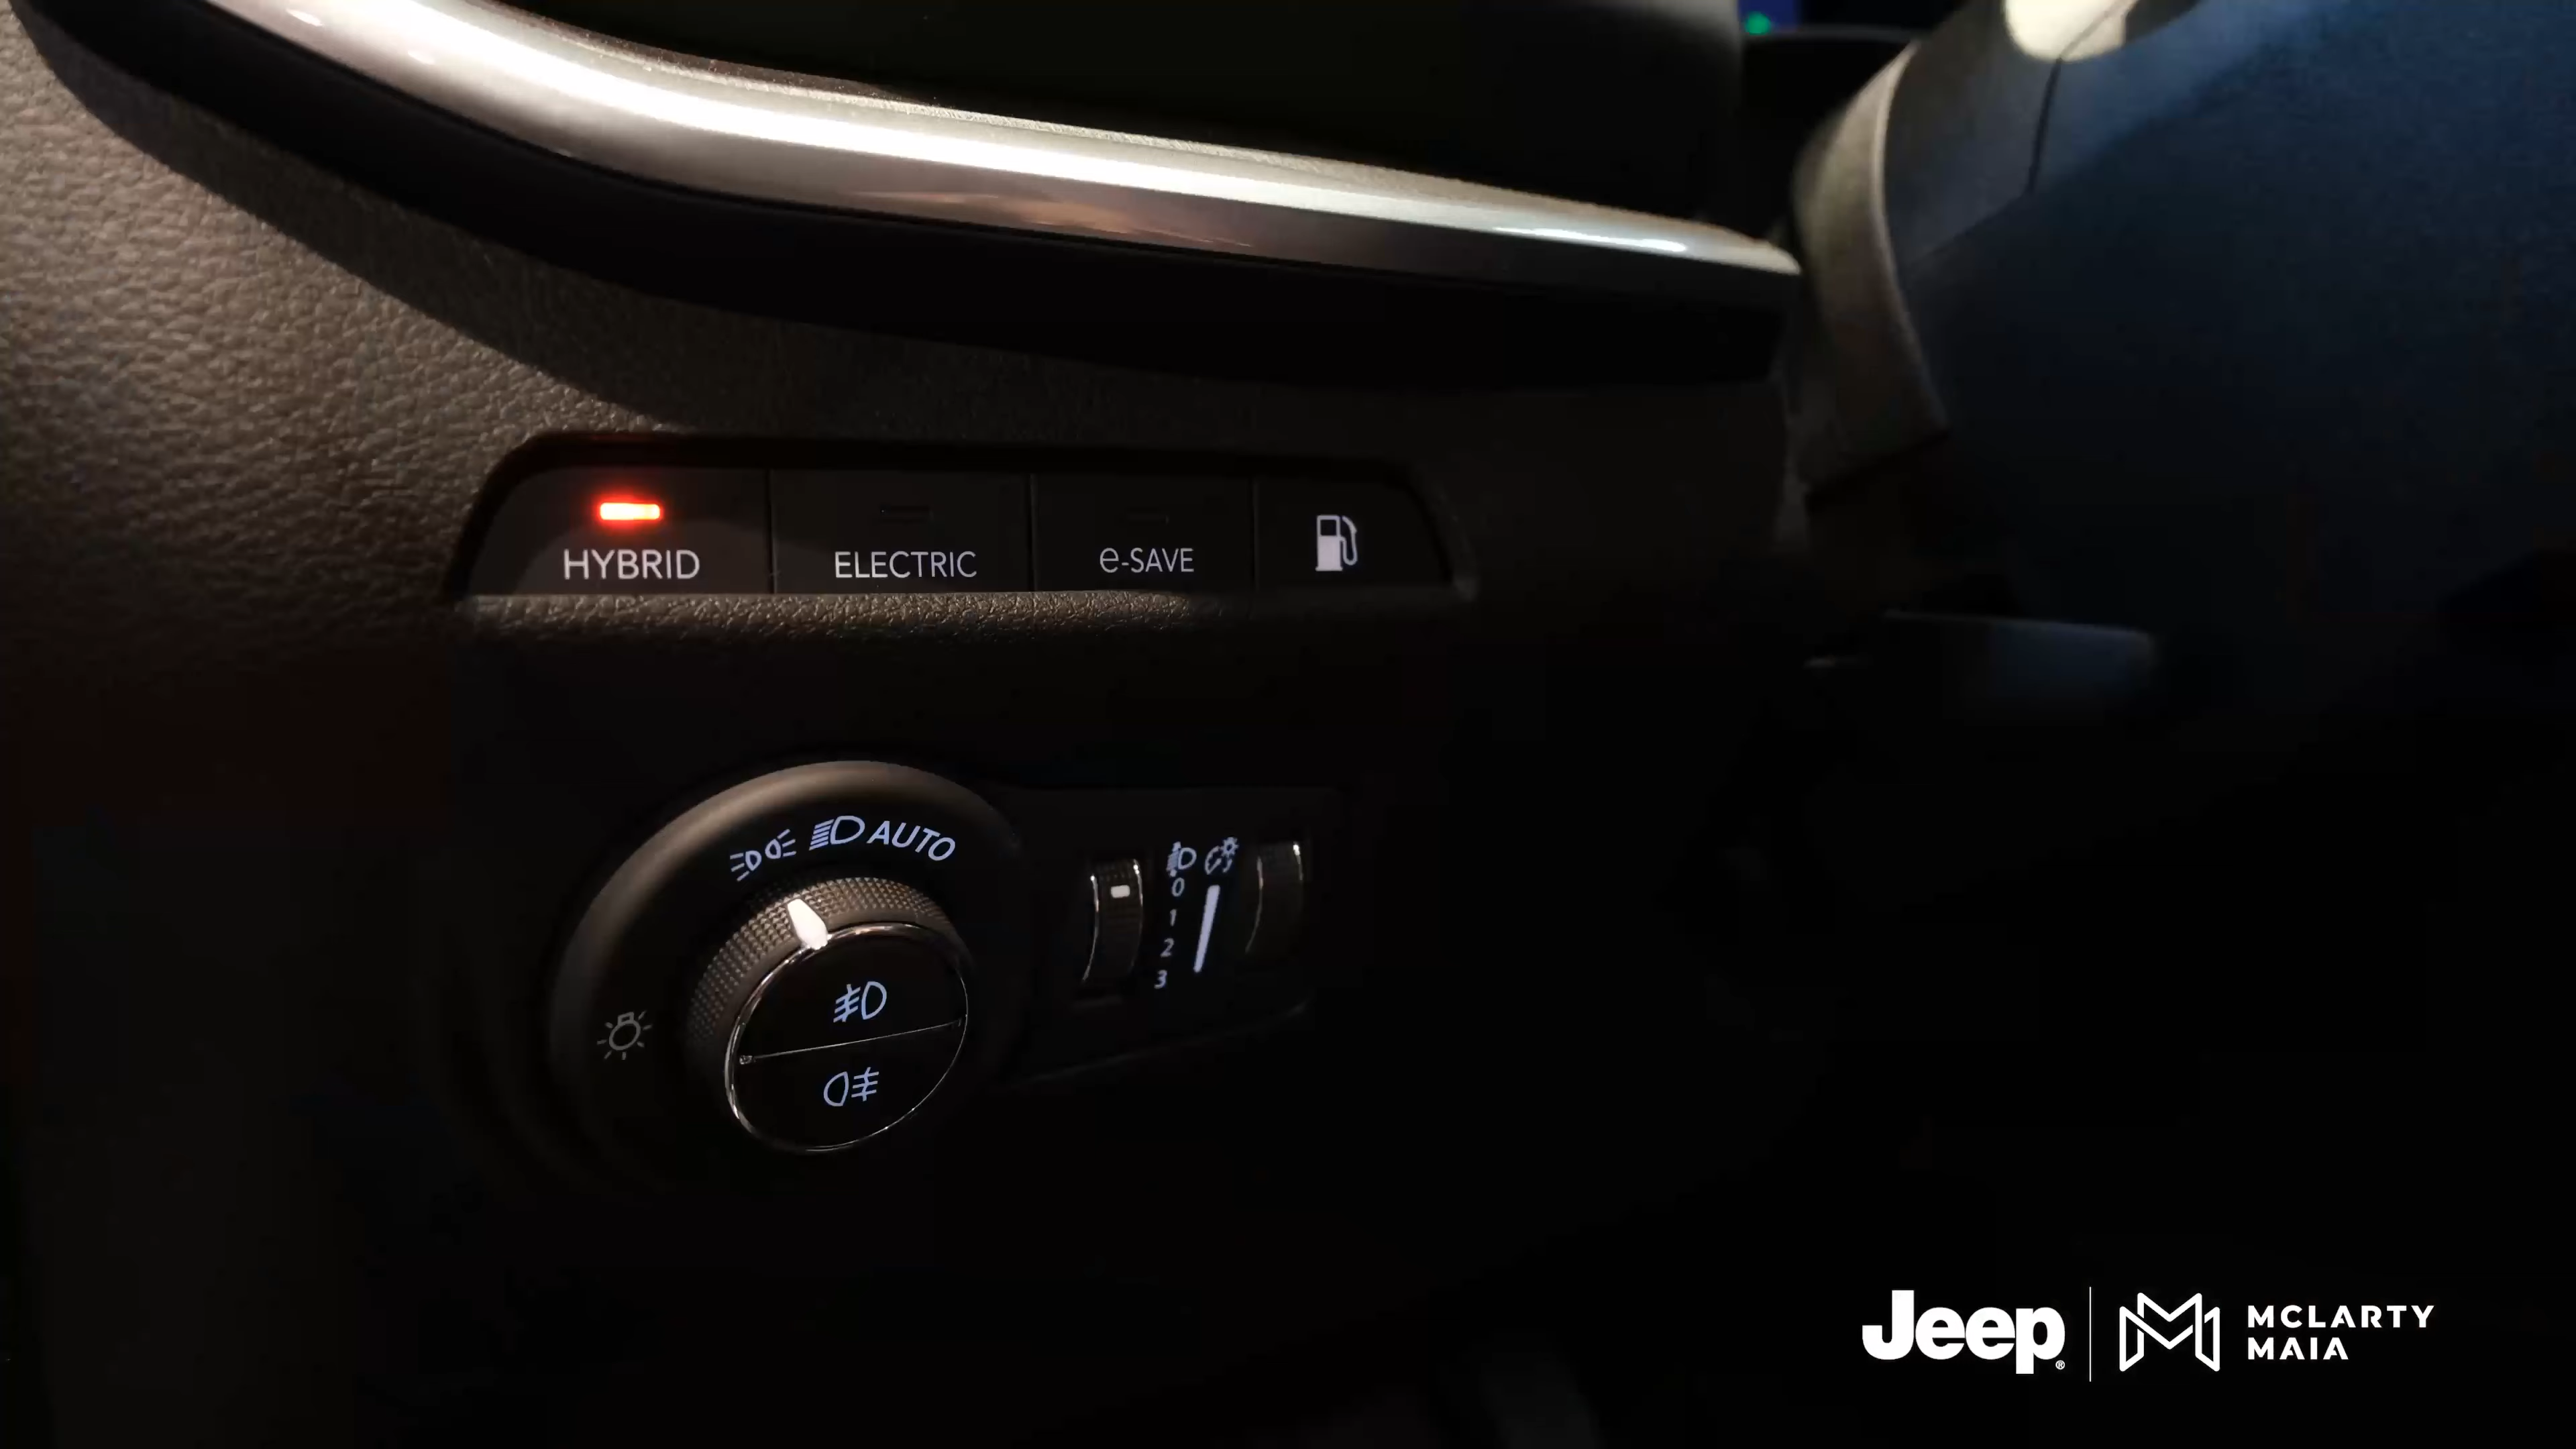 HYBRID ELECTRIC e-SAVE
AUTO
0
1
2
3
Jeep®
MCLARTY
MAIA